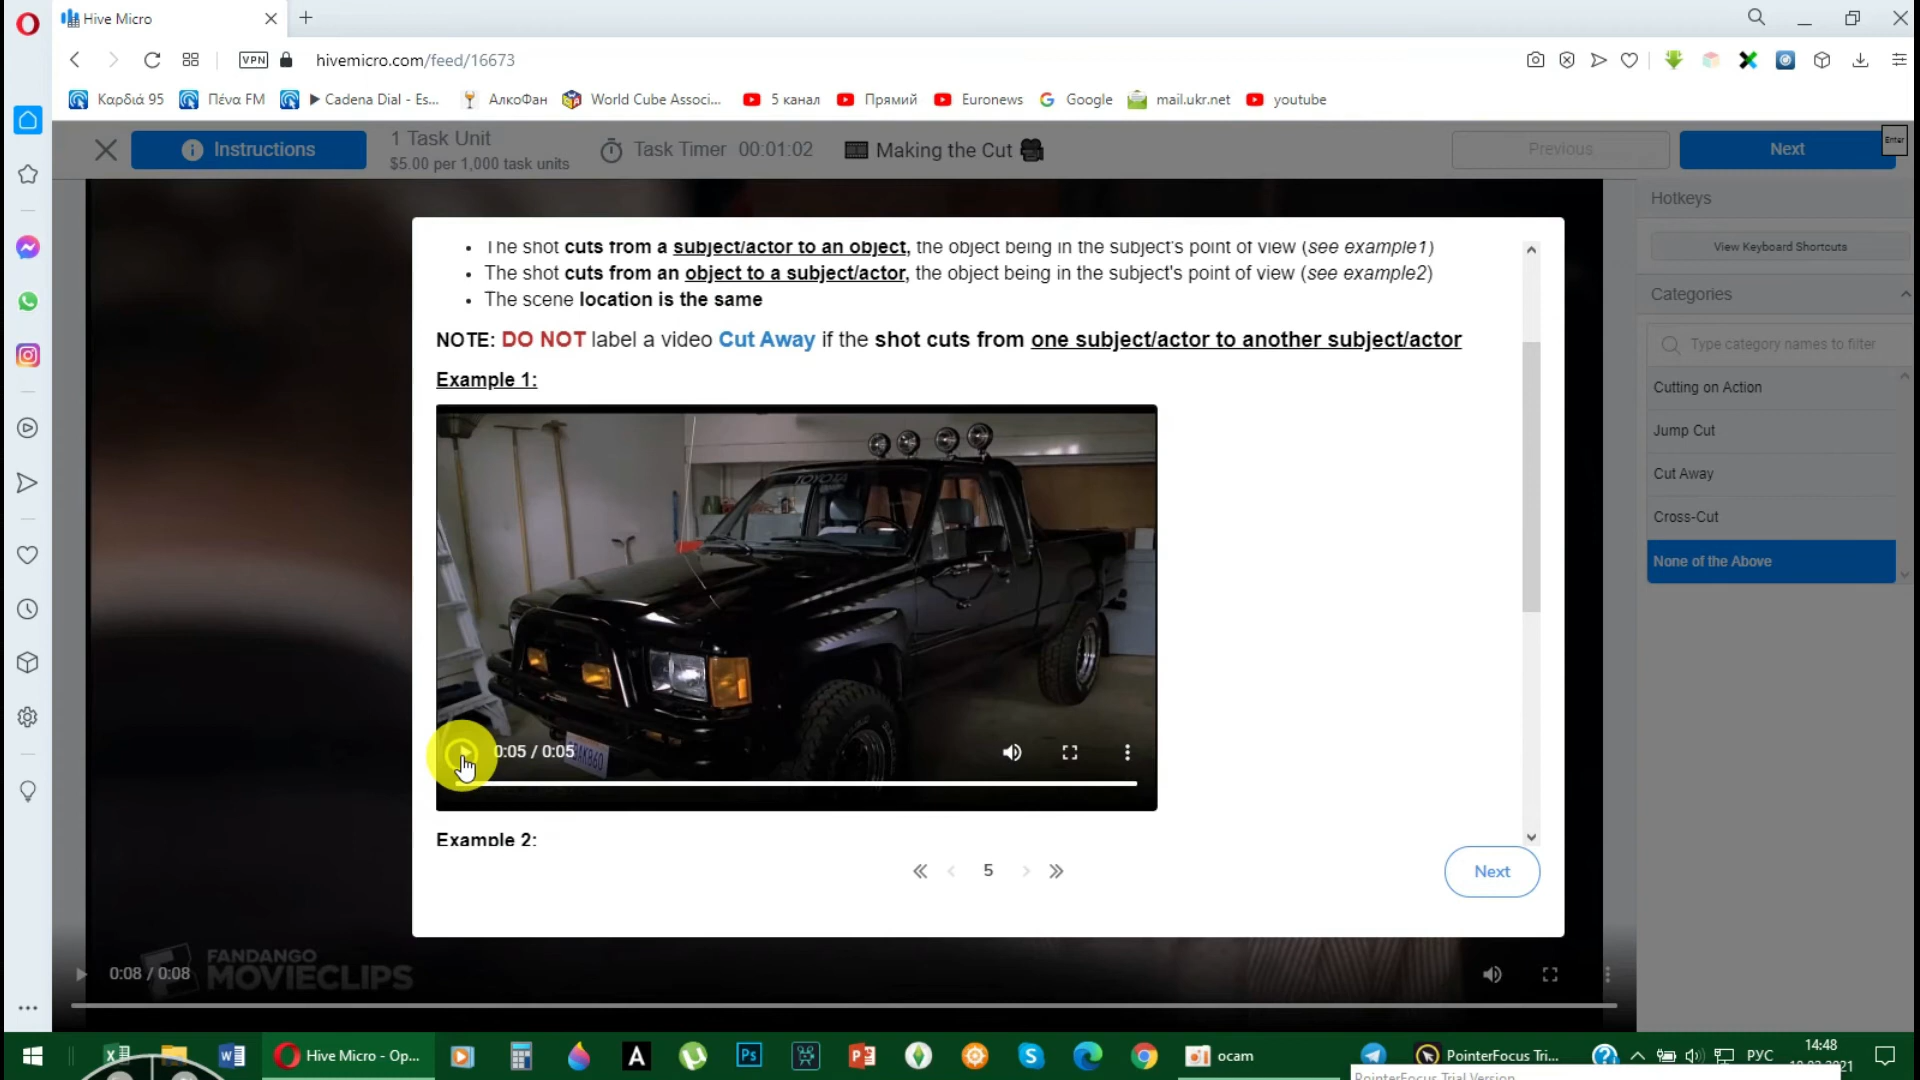 Hive Micro
VPN
hivemicro.com/feed/16673
Καρδιά 95
Πένα FM
Cadena Dial - Es...
АлкоФан
World Cube Associ...
5 канал
Прямий
Euronews
Google
mail.ukr.net
youtube
Instructions
1 Task Unit
$5.00 per 1,000 task units
Task Timer 00:01:02
Making the Cut
Previous
Next
Enter
Hotkeys
View Keyboard Shortcuts
Categories
Type category names to filter
Cutting on Action
Jump Cut
Cut Away
Cross-Cut
None of the Above
The shot cuts from a subject/actor to an object, the object being in the subject's point of view (see example1)
The shot cuts from an object to a subject/actor, the object being in the subject's point of view (see example2)
The scene location is the same
NOTE: DO NOT label a video Cut Away if the shot cuts from one subject/actor to another subject/actor
Example 1:
TOYOTA
0:05 / 0:05
Example 2:
5
Next
FANDANGO
MOVIECLIPS
0:08 / 0:08
Hive Micro - Op...
ocam
PointerFocus Tri...
РУС
14:48
PointerFocus Trial Version